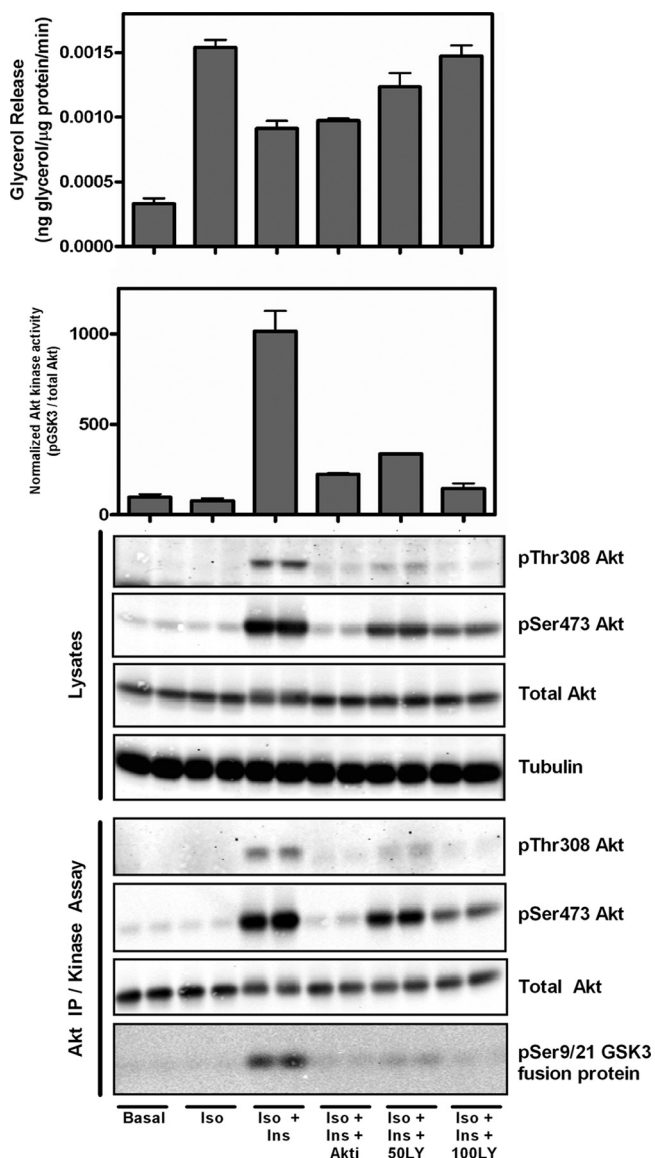 Glycerol Release
(ng glycerol/µg protein/min)
0.0015
0.0010
0.0005
0.0000
Normalized Akt kinase activity
(pGSK3 / total Akt)
1000
500
0
Lysates
pThr308 Akt
pSer473 Akt
Total Akt
Tubulin
Akt IP / Kinase Assay
pThr308 Akt
pSer473 Akt
Total Akt
pSer9/21 GSK3
fusion protein
Basal
Iso
Iso +
Ins
Iso +
Ins +
Akti
Iso +
Ins +
50LY
Iso +
Ins +
100LY